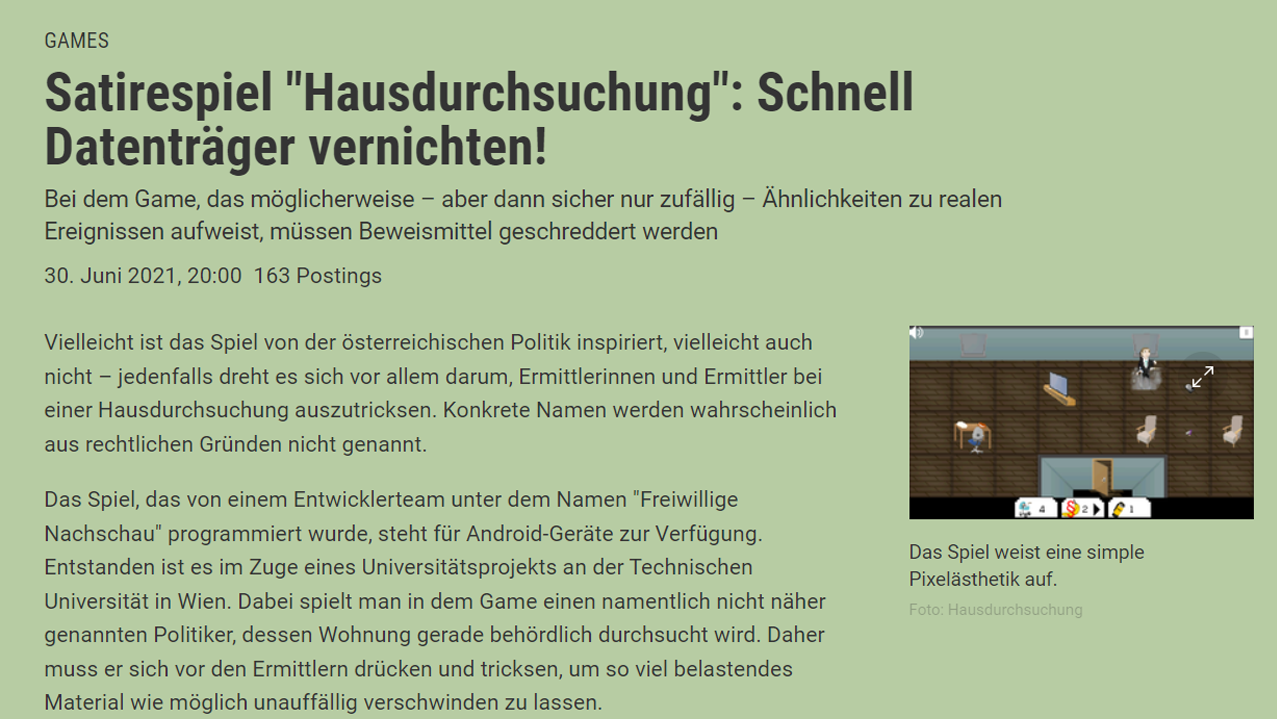 GAMES
Satirespiel "Hausdurchsuchung": Schnell
Datenträger vernichten!
Bei dem Game, das möglicherweise – aber dann sicher nur zufällig – Ähnlichkeiten zu realen
Ereignissen aufweist, müssen Beweismittel geschreddert werden
30. Juni 2021, 20:00 163 Postings
Vielleicht ist das Spiel von der österreichischen Politik inspiriert, vielleicht auch
nicht – jedenfalls dreht es sich vor allem darum, Ermittlerinnen und Ermittler bei
einer Hausdurchsuchung auszutricksen. Konkrete Namen werden wahrscheinlich
aus rechtlichen Gründen nicht genannt.
Das Spiel, das von einem Entwicklerteam unter dem Namen "Freiwillige
Nachschau" programmiert wurde, steht für Android-Geräte zur Verfügung.
Entstanden ist es im Zuge eines Universitätsprojekts an der Technischen
Universität in Wien. Dabei spielt man in dem Game einen namentlich nicht näher
genannten Politiker, dessen Wohnung gerade behördlich durchsucht wird. Daher
muss er sich vor den Ermittlern drücken und tricksen, um so viel belastendes
Material wie möglich unauffällig verschwinden zu lassen.
4 § 2 1
Das Spiel weist eine simple
Pixelästhetik auf.
Foto: Hausdurchsuchung